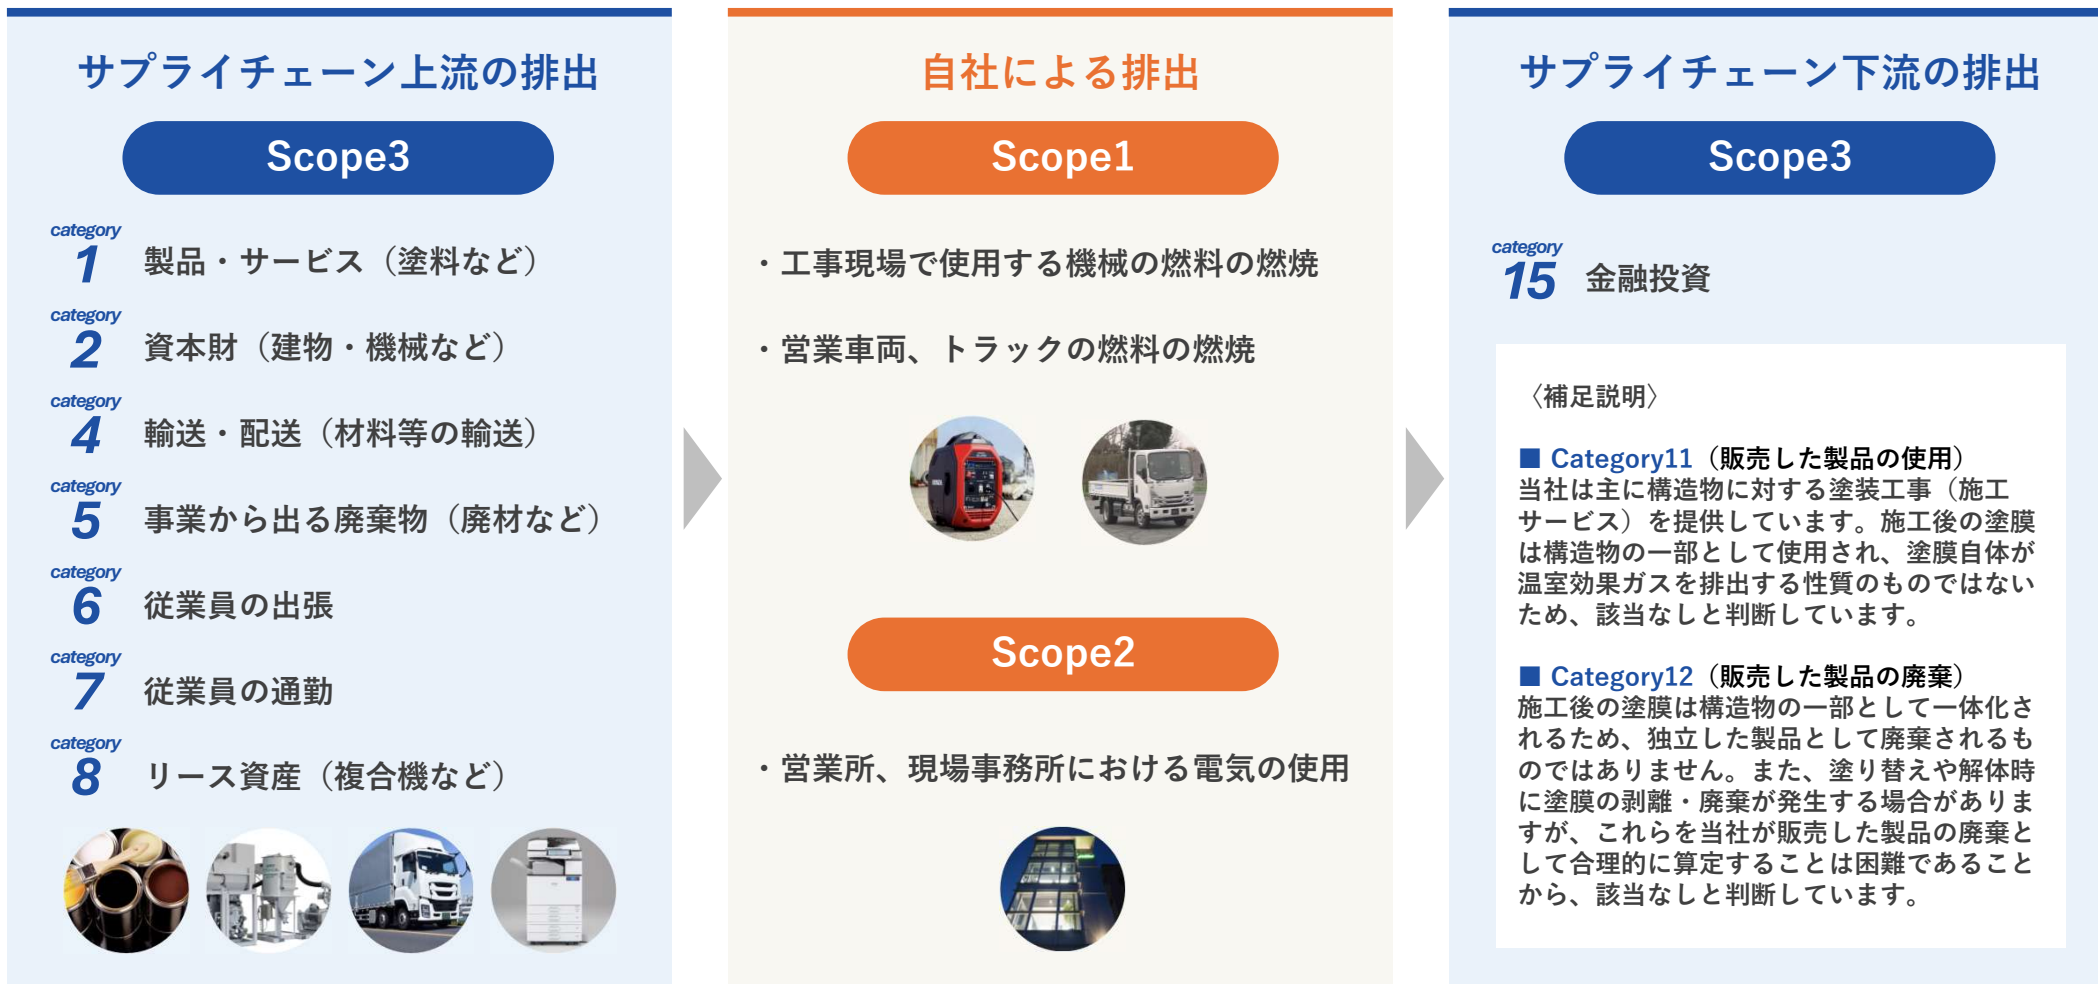 サプライチェーン上流の排出
Scope3
category
1 製品・サービス（塗料など）
category
2 資本財（建物・機械など）
category
4 輸送・配送（材料等の輸送）
category
5 事業から出る廃棄物（廃材など）
category
6 従業員の出張
category
7 従業員の通勤
category
8 リース資産（複合機など）
自社による排出
Scope1
・工事現場で使用する機械の燃料の燃焼
・営業車両、トラックの燃料の燃焼
Scope2
・営業所、現場事務所における電気の使用
サプライチェーン下流の排出
Scope3
category
15 金融投資
〈補足説明〉
■ Category11（販売した製品の使用）
当社は主に構造物に対する塗装工事（施工
サービス）を提供しています。施工後の塗膜
は構造物の一部として使用され、塗膜自体が
温室効果ガスを排出する性質のものではない
ため、該当なしと判断しています。
■ Category12（販売した製品の廃棄）
施工後の塗膜は構造物の一部として一体化さ
れるため、独立した製品として廃棄されるも
のではありません。また、塗り替えや解体時
に塗膜の剥離・廃棄が発生する場合がありま
すが、これらを当社が販売した製品の廃棄と
して合理的に算定することは困難であること
から、該当なしと判断しています。